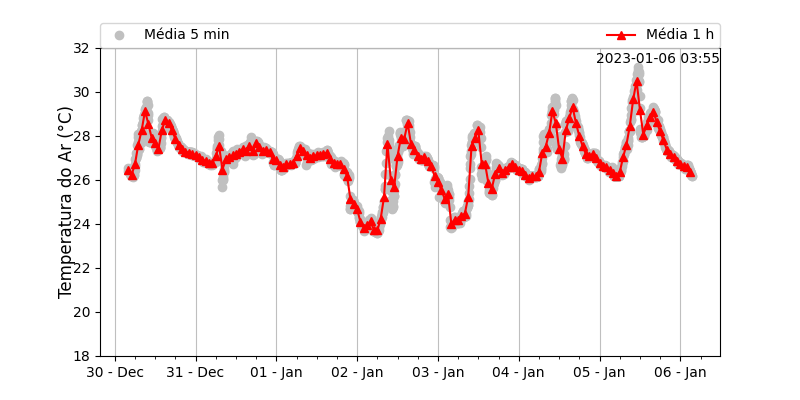 Média 5 min
Média 1 h
2023-01-06 03:55
Temperatura do Ar (°C)
32
30
28
26
24
22
20
18
30 - Dec
31 - Dec
01 - Jan
02 - Jan
03 - Jan
04 - Jan
05 - Jan
06 - Jan